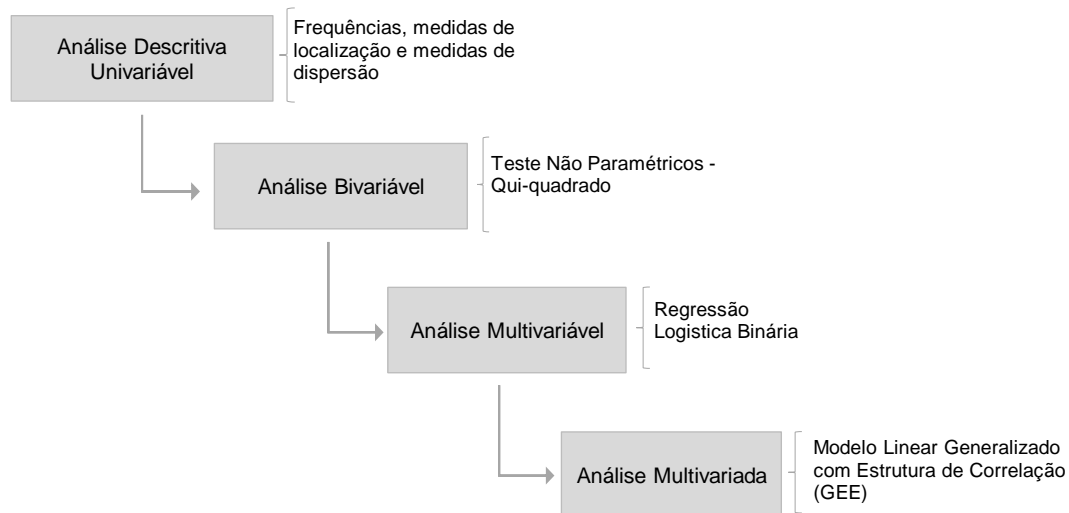 Análise Descritiva
Univariável
Frequências, medidas de
localização e medidas de
dispersão
Análise Bivariável
Teste Não Paramétricos -
Qui-quadrado
Análise Multivariável
Regressão
Logistica Binária
Análise Multivariada
Modelo Linear Generalizado
com Estrutura de Correlação
(GEE)